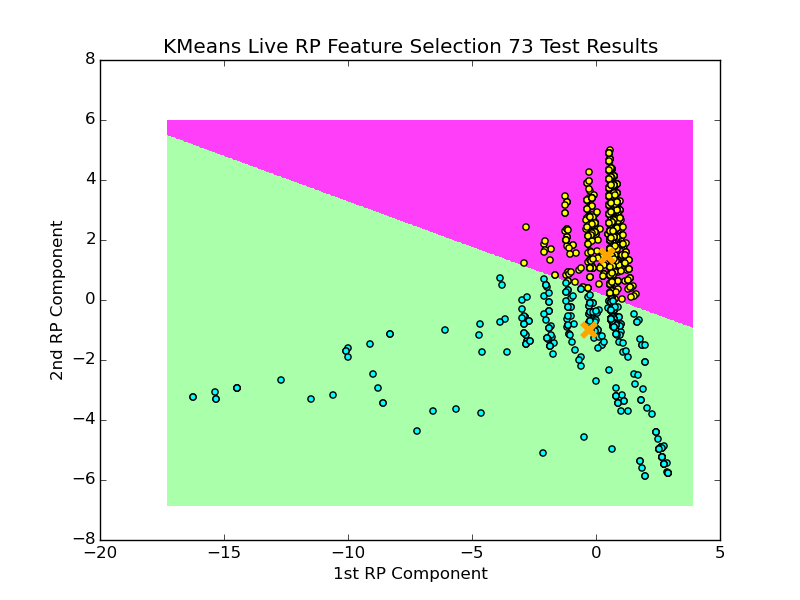 KMeans Live RP Feature Selection 73 Test Results
8
6
4
2
0
−2
−4
−6
−8
2nd RP Component
−20 −15 −10 −5 0 5
1st RP Component